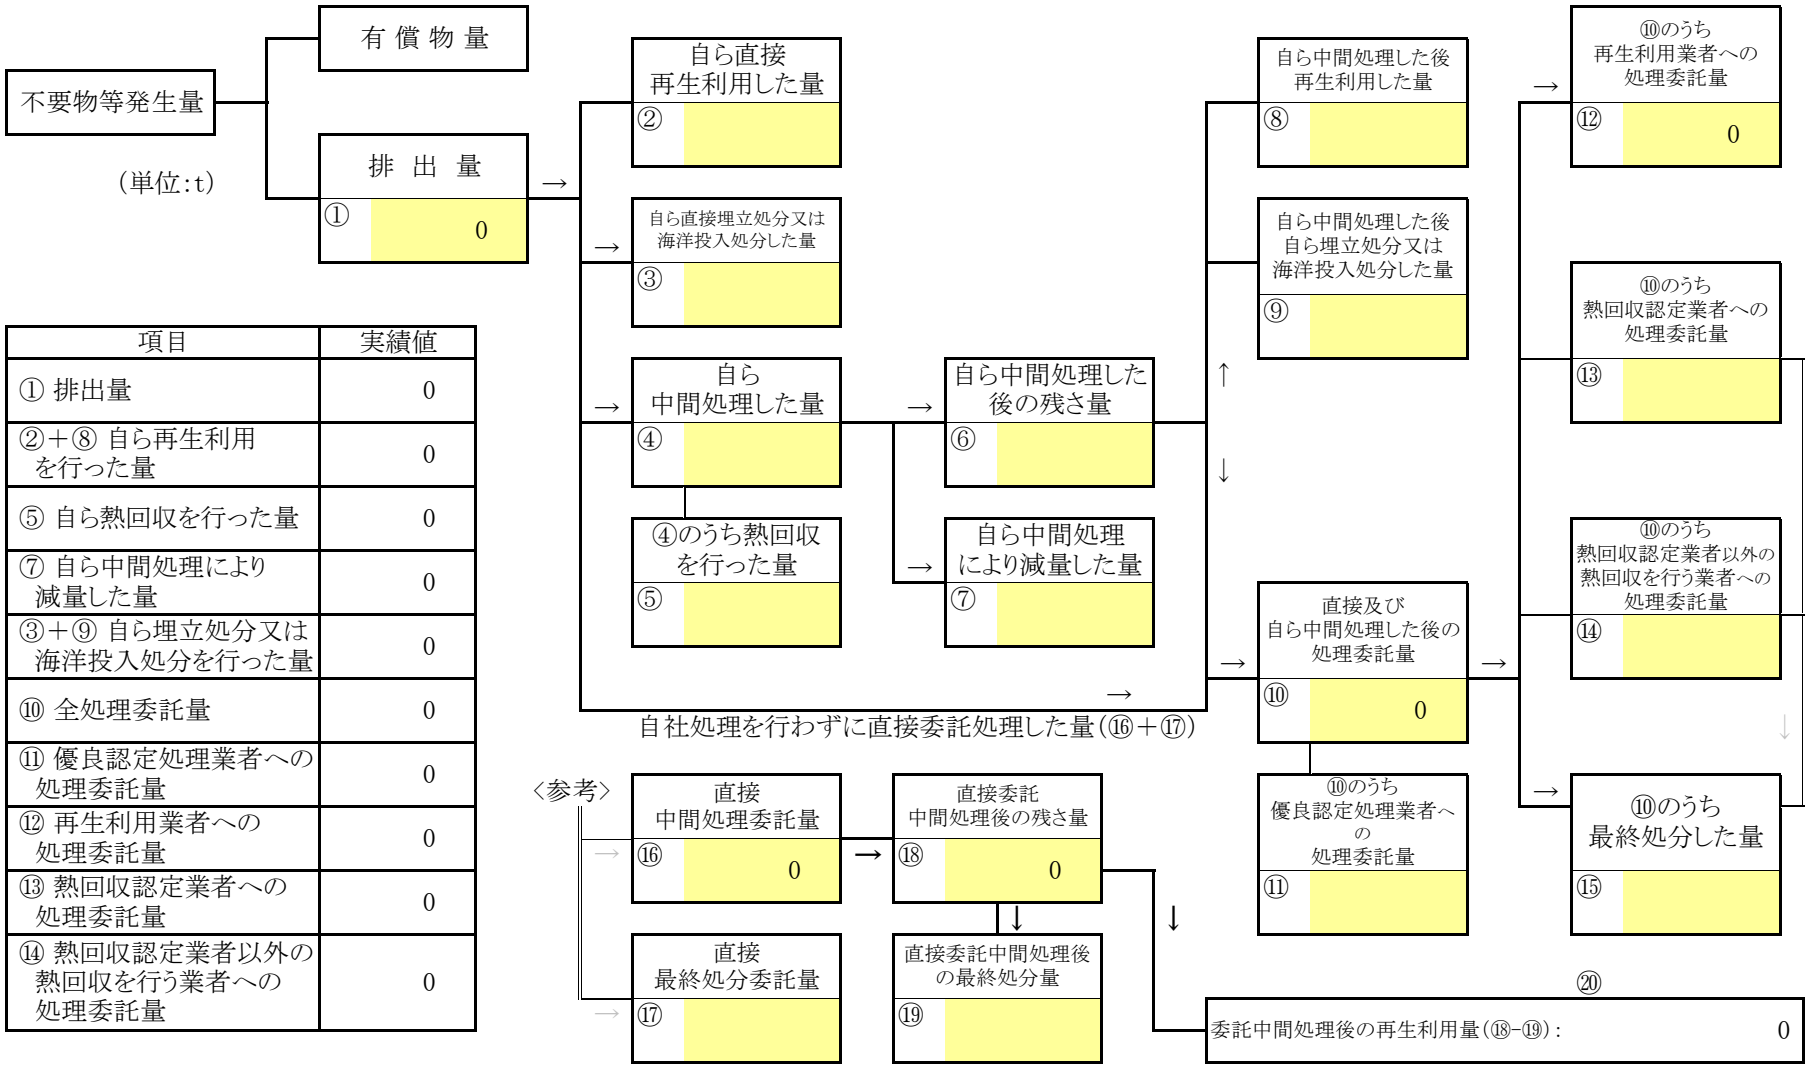 有 償 物 量
不要物等発生量
(単位:t)
排 出 量
→
①
0
自ら直接
再生利用した量
②
自ら直接埋立処分又は
海洋投入処分した量
→
③
自ら
中間処理した量
→
④
④のうち熱回収
を行った量
⑤
自ら中間処理した
後の残さ量
→
⑥
自ら中間処理
により減量した量
→
⑦
自ら中間処理した後
再生利用した量
⑧
自ら中間処理した後
自ら埋立処分又は
海洋投入処分した量
⑨
↑
↓
直接及び
自ら中間処理した後の
処理委託量
→
→
⑩
0
→
自社処理を行わずに直接委託処理した量(⑯+⑰)
⑩のうち
優良認定処理業者へ
の
処理委託量
⑪
⑩のうち
再生利用業者への
処理委託量
→
⑫
0
⑩のうち
熱回収認定業者への
処理委託量
⑬
⑩のうち
熱回収認定業者以外の
熱回収を行う業者への
処理委託量
⑭
↓
⑩のうち
最終処分した量
→
⑮
項目
実績値
① 排出量
0
②+⑧ 自ら再生利用
を行った量
0
⑤ 自ら熱回収を行った量
0
⑦ 自ら中間処理により
減量した量
0
③+⑨ 自ら埋立処分又は
海洋投入処分を行った量
0
⑩ 全処理委託量
0
⑪ 優良認定処理業者への
処理委託量
0
⑫ 再生利用業者への
処理委託量
0
⑬ 熱回収認定業者への
処理委託量
0
⑭ 熱回収認定業者以外の
熱回収を行う業者への
処理委託量
0
<参考>
直接
中間処理委託量
→
⑯
0
直接
最終処分委託量
→
⑰
直接委託
中間処理後の残さ量
→
⑱
0
↓
↓
直接委託中間処理後
の最終処分量
⑲
⑳
委託中間処理後の再生利用量(⑱-⑲):
0